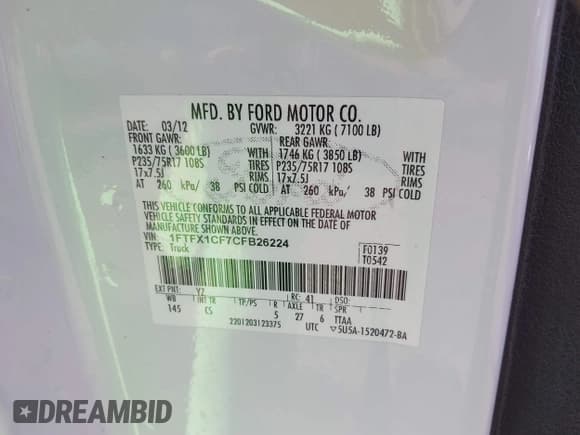 MFD. BY FORD MOTOR CO.
DATE: 03/12 GVWR: 3221 KG ( 7100 LB)
FRONT GAWR: REAR GAWR:
1633 KG ( 3600 LB) WITH 1746 KG ( 3850 LB) WITH
P235/75R17 108S TIRES P235/75R17 108S TIRES
17x7.5J RIMS 17x7.5J RIMS
AT 260 kPa/ 38 PSI COLD AT 260 kPa/ 38 PSI COLD
THIS VEHICLE CONFORMS TO ALL APPLICABLE FEDERAL MOTOR
VEHICLE SAFETY STANDARDS IN EFFECT ON THE DATE OF
MANUFACTURE SHOWN ABOVE.
VIN: 1FTFX1CF7CFB26224 F0139
TYPE: Truck T0542
EXT PNT: YZ RC: 41 DSO:
WB INT TR TP/PS R AXLE TR SPR
145 CS 5 27 6 TTAA
2201203123375 UTC ▽5U5A-1520472-BA
DREAMBID